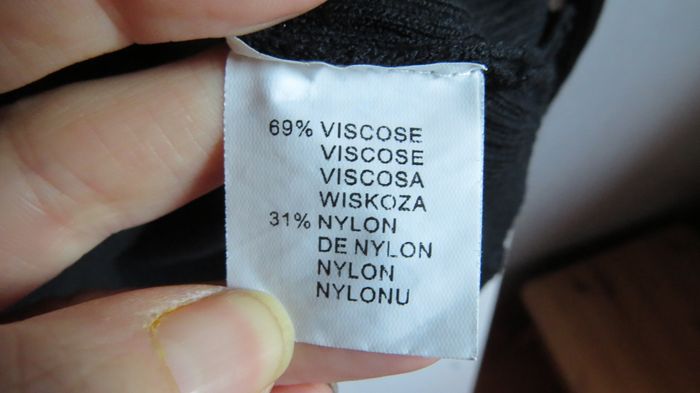 69% VISCOSE
VISCOSE
VISCOSA
WISKOZA
31% NYLON
DE NYLON
NYLON
NYLONU